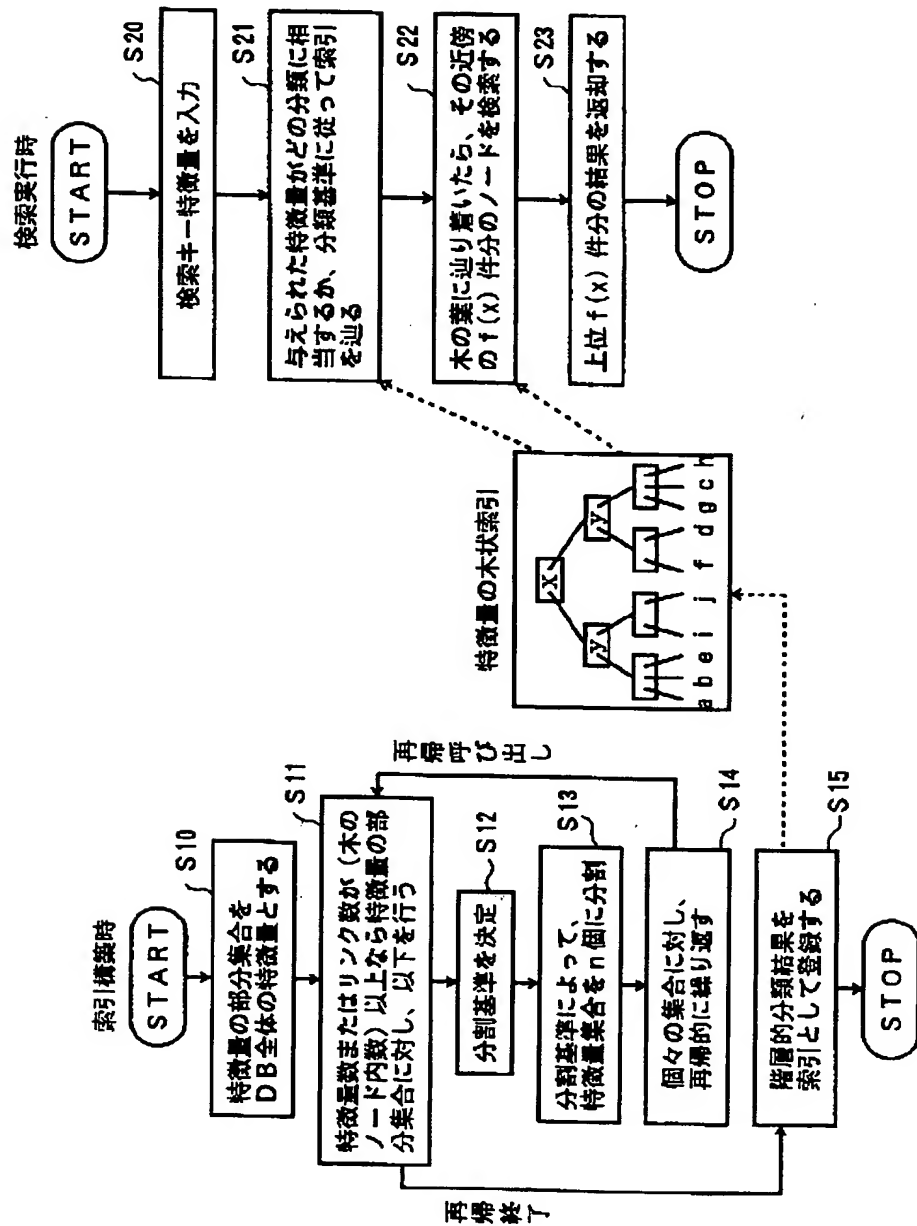 索引構築時
START
S10
特徴量の部分集合を
DB全体の特徴量とする
S11
特徴量数またはリンク数が(木の
ノード内数)以上なら特徴量の部
分集合に対し、以下を行う
再帰呼び出し
S12
分割基準を決定
S13
分割基準によって、
特徴量集合をn個に分割
S14
個々の集合に対し、
再帰的に繰り返す
再帰終了
S15
階層的分類結果を
索引として登録する
STOP
特徴量の木状索引
x
y
y
a b e i j f d g c h
検索実行時
START
S20
検索キー特徴量を入力
S21
与えられた特徴量がどの分類に相
当するか、分類基準に従って索引
を辿る
S22
木の葉に辿り着いたら、その近傍
のf(x)件分のノードを検索する
S23
上位f(x)件分の結果を返却する
STOP